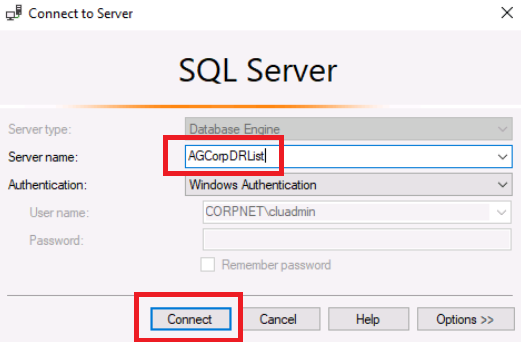 Connect to Server
SQL Server
Server type: Database Engine
Server name: AGCorpDRList
Authentication: Windows Authentication
User name: CORPNET\cluadmin
Password:
Remember password
Connect Cancel Help Options >>